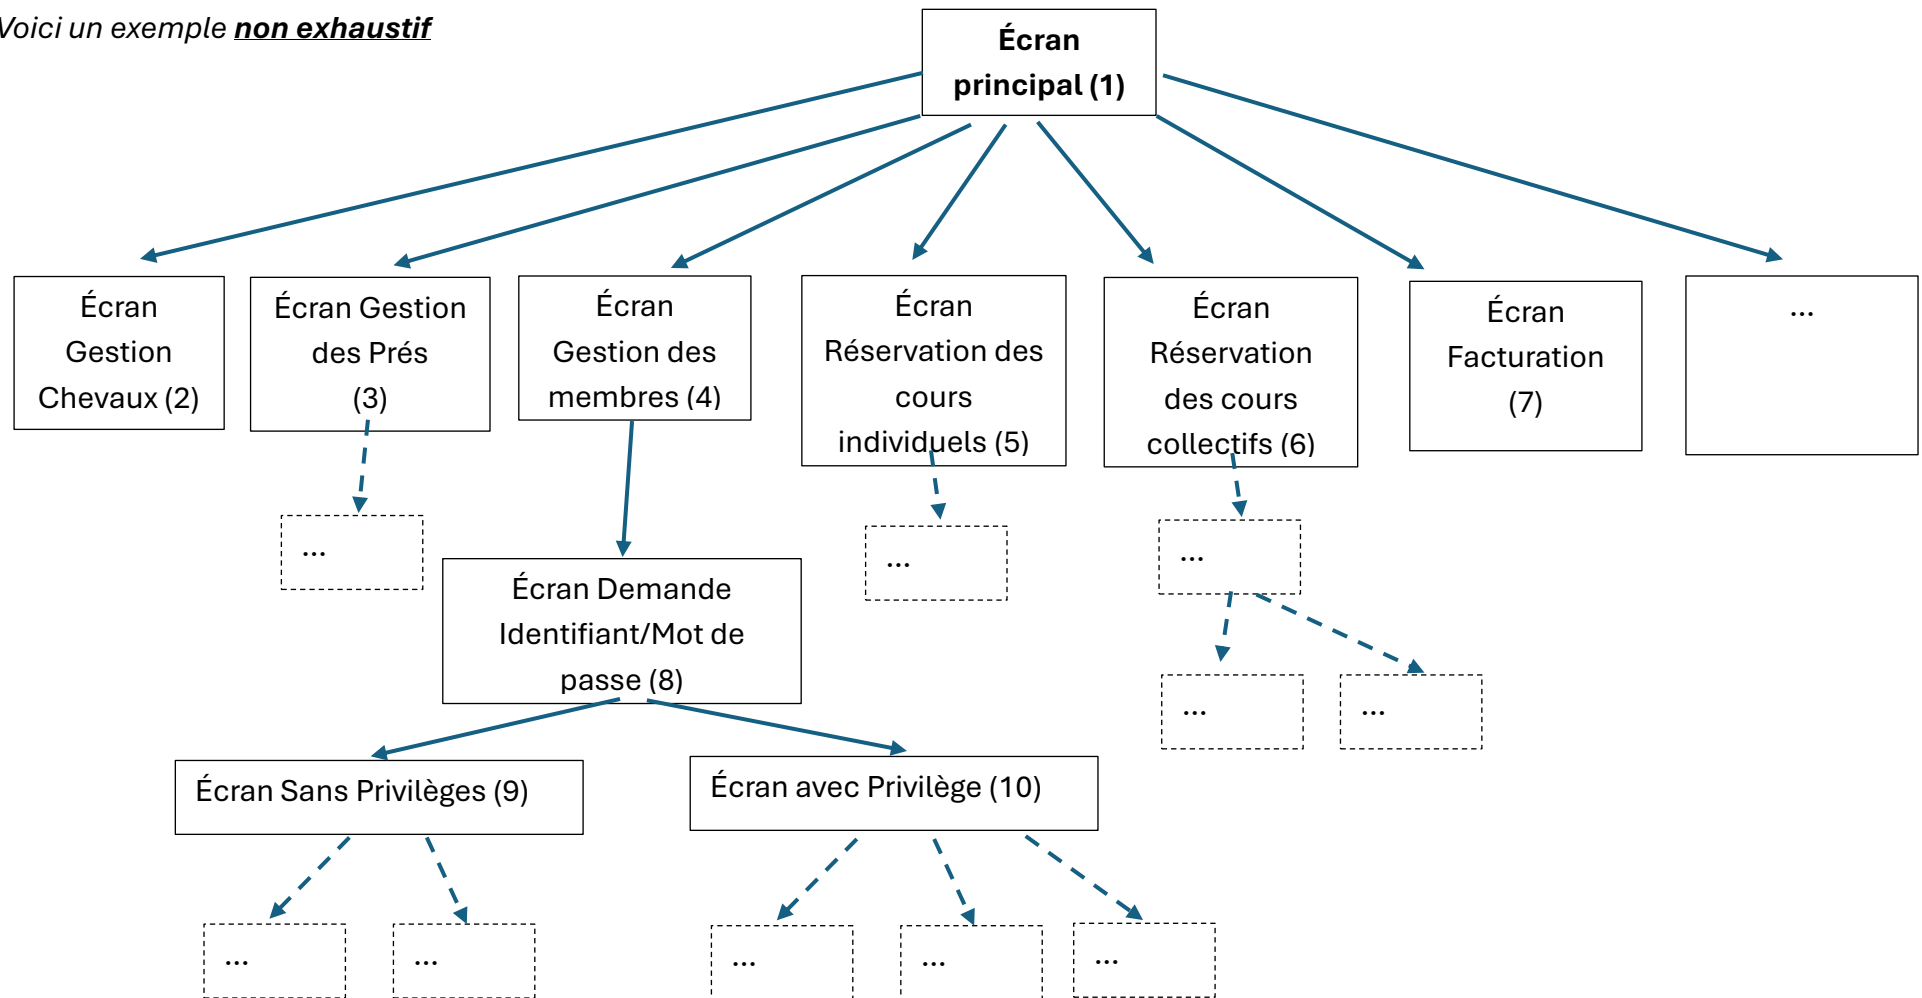 Voici un exemple non exhaustif
Écran
principal (1)
Écran
Gestion
Chevaux (2)
Écran Gestion
des Prés
(3)
Écran
Gestion des
membres (4)
Écran
Réservation des
cours
individuels (5)
Écran
Réservation
des cours
collectifs (6)
Écran
Facturation
(7)
...
...
...
...
Écran Demande
Identifiant/Mot de
passe (8)
...
...
Écran Sans Privilèges (9)
Écran avec Privilège (10)
...
...
...
...
...